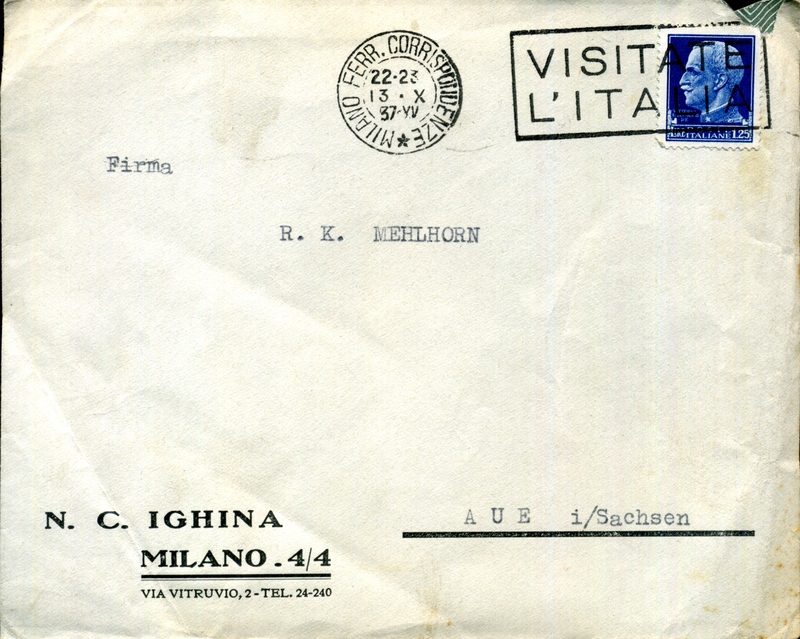 MILANO FERR. CORRISPONDENZE
22-23
13 · X
37·XV
VISITATE
L'ITALIA
POSTE ITALIANE 1.25
Firma
R. K. MEHLHORN
A U E i/Sachsen
N. C. IGHINA
MILANO . 4/4
VIA VITRUVIO, 2 - TEL. 24-240